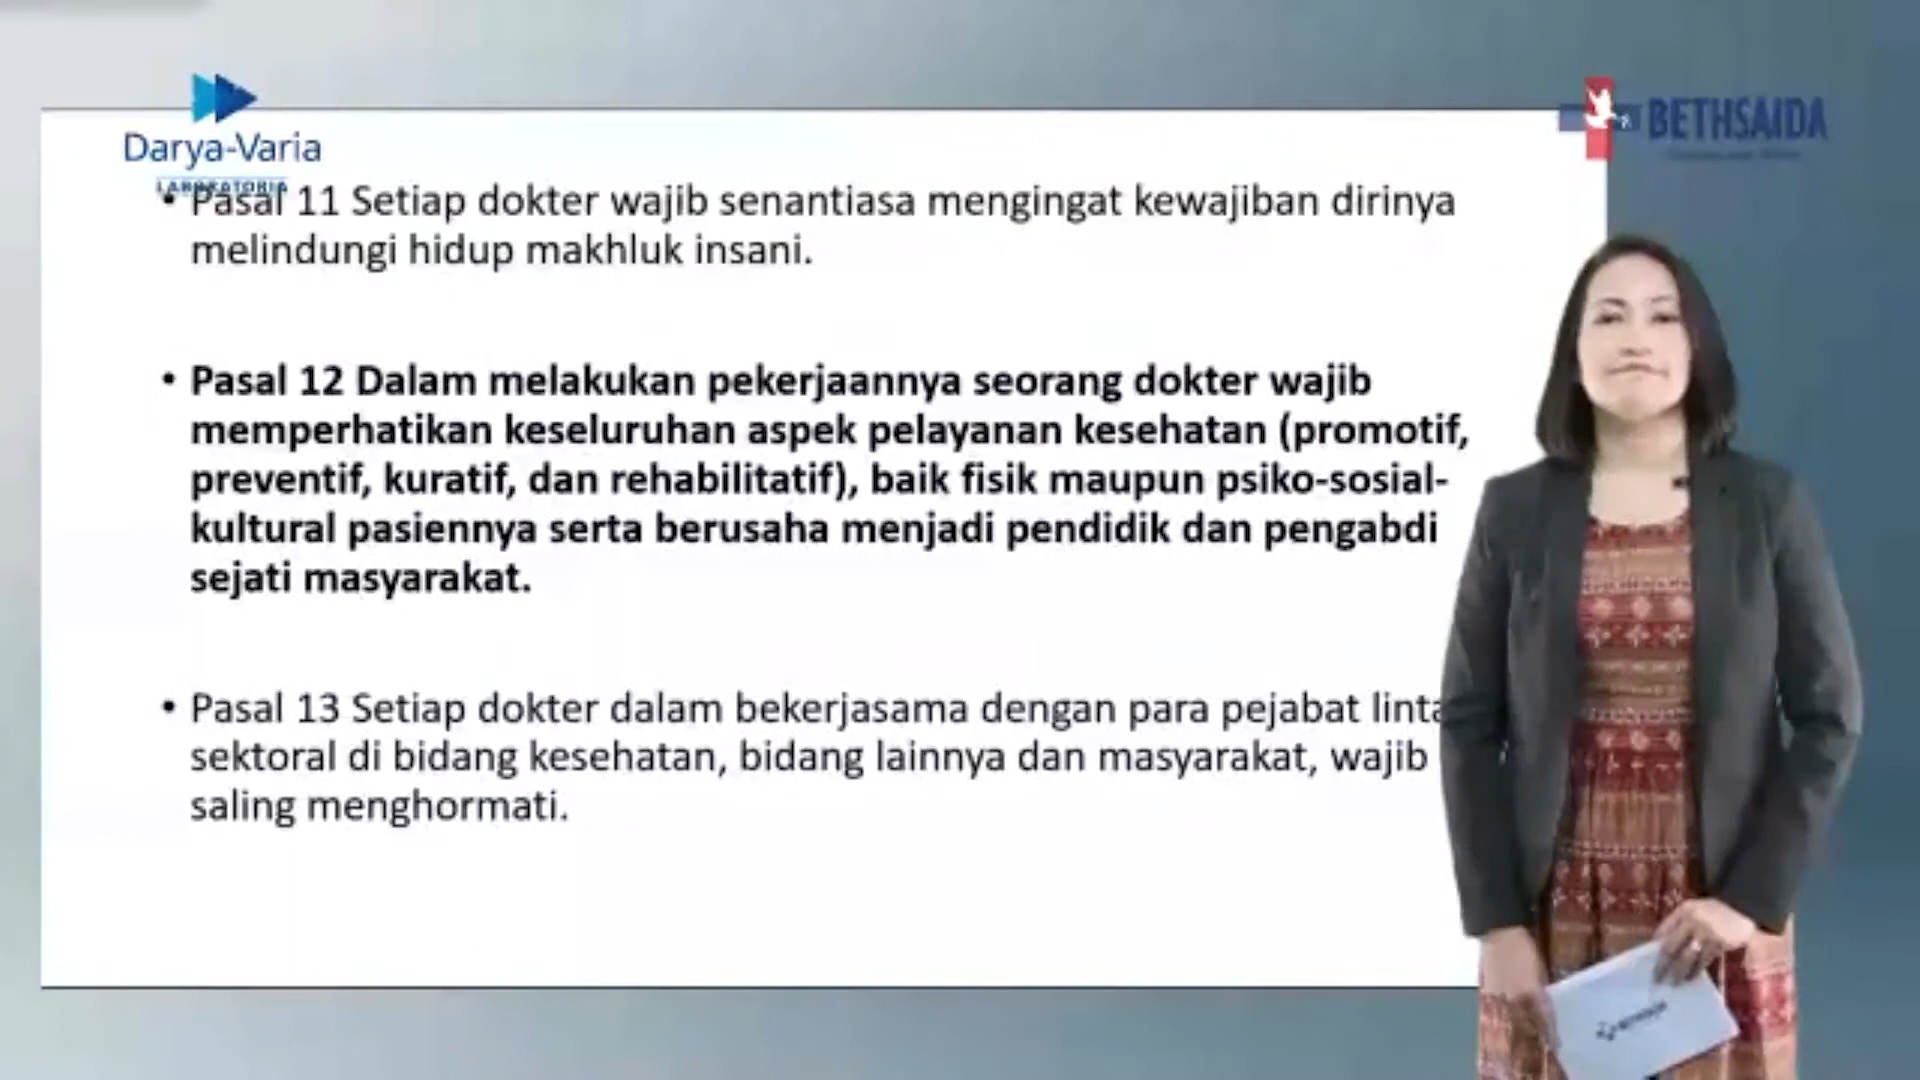 Darya-Varia
LABORATORIA
BETHSAIDA
• Pasal 11 Setiap dokter wajib senantiasa mengingat kewajiban dirinya
melindungi hidup makhluk insani.
• Pasal 12 Dalam melakukan pekerjaannya seorang dokter wajib
memperhatikan keseluruhan aspek pelayanan kesehatan (promotif,
preventif, kuratif, dan rehabilitatif), baik fisik maupun psiko-sosial-
kultural pasiennya serta berusaha menjadi pendidik dan pengabdi
sejati masyarakat.
• Pasal 13 Setiap dokter dalam bekerjasama dengan para pejabat linta
sektoral di bidang kesehatan, bidang lainnya dan masyarakat, wajib
saling menghormati.
BETHSAIDA